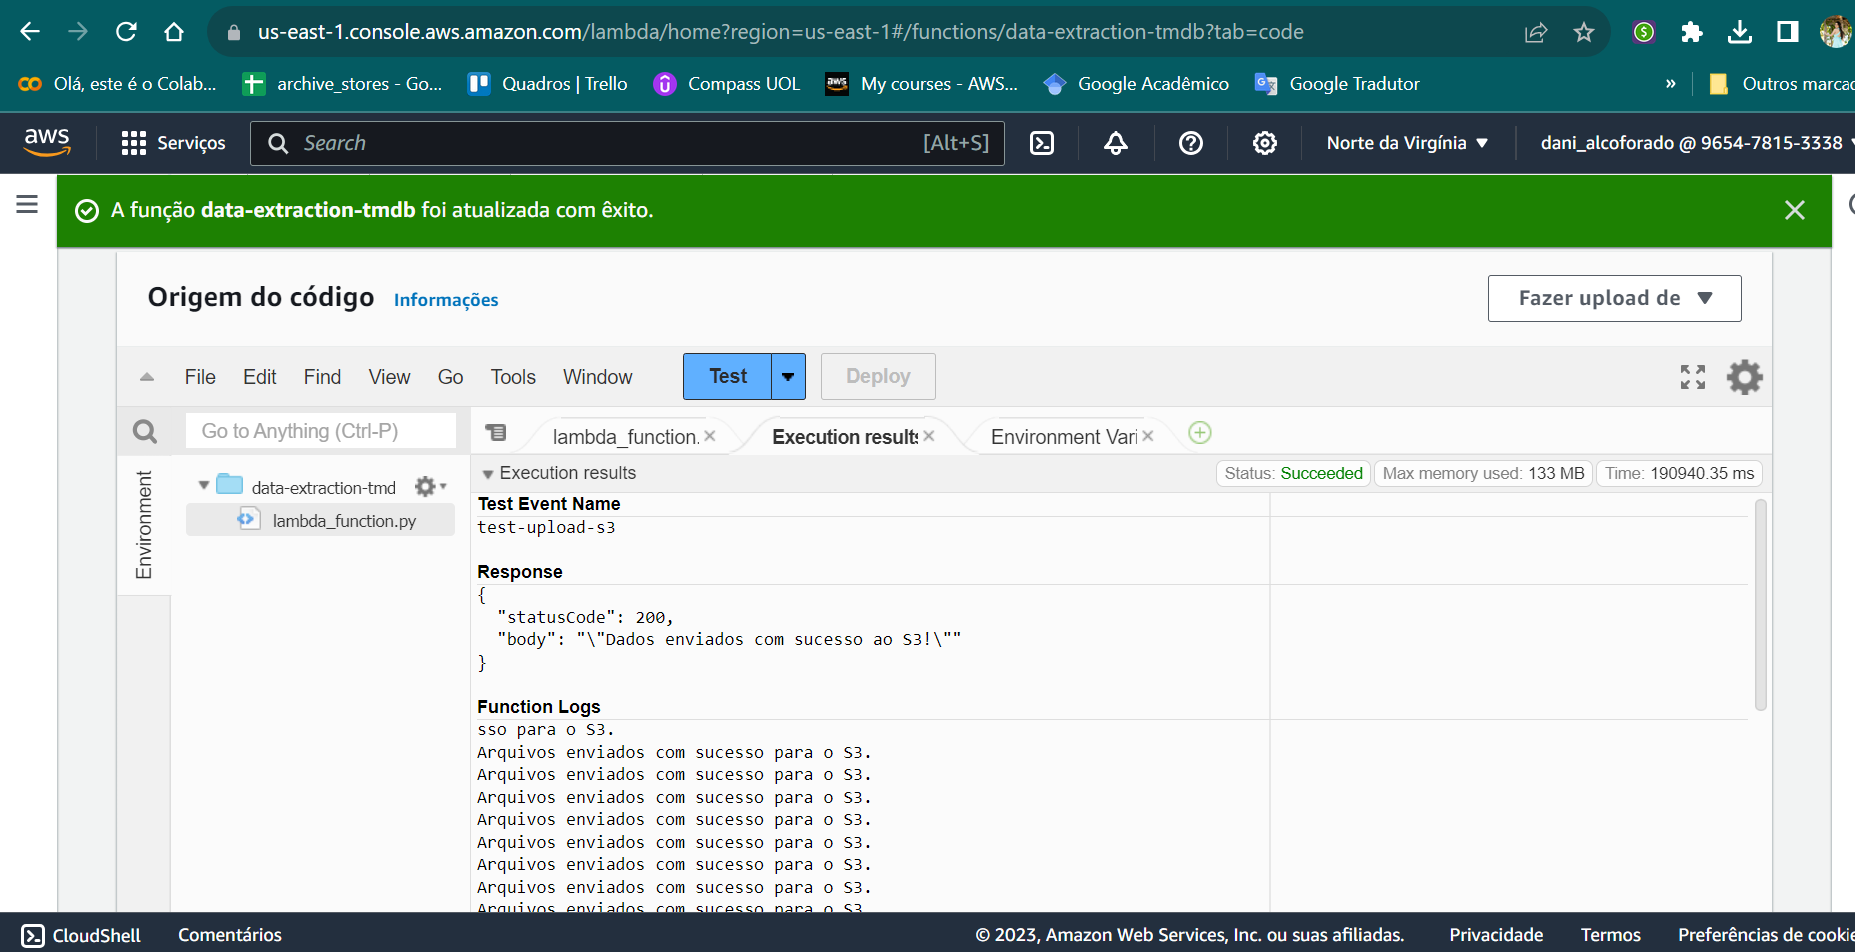 us-east-1.console.aws.amazon.com/lambda/home?region=us-east-1#/functions/data-extraction-tmdb?tab=code
Olá, este é o Colab... archive_stores - Go... Quadros | Trello Compass UOL My courses - AWS... Google Acadêmico Google Tradutor » Outros marcac
aws Serviços Search [Alt+S] Norte da Virgínia dani_alcoforado @ 9654-7815-3338
A função data-extraction-tmdb foi atualizada com êxito.
Origem do código Informações Fazer upload de
File Edit Find View Go Tools Window Test Deploy
Go to Anything (Ctrl-P) lambda_function. Execution results Environment Vari
Execution results Status: Succeeded Max memory used: 133 MB Time: 190940.35 ms
Environment
data-extraction-tmd
lambda_function.py
Test Event Name
test-upload-s3
Response
{
"statusCode": 200,
"body": "\"Dados enviados com sucesso ao S3!\""
}
Function Logs
sso para o S3.
Arquivos enviados com sucesso para o S3.
Arquivos enviados com sucesso para o S3.
Arquivos enviados com sucesso para o S3.
Arquivos enviados com sucesso para o S3.
Arquivos enviados com sucesso para o S3.
Arquivos enviados com sucesso para o S3.
Arquivos enviados com sucesso para o S3.
Arquivos enviados com sucesso para o S3
CloudShell Comentários © 2023, Amazon Web Services, Inc. ou suas afiliadas. Privacidade Termos Preferências de cookie